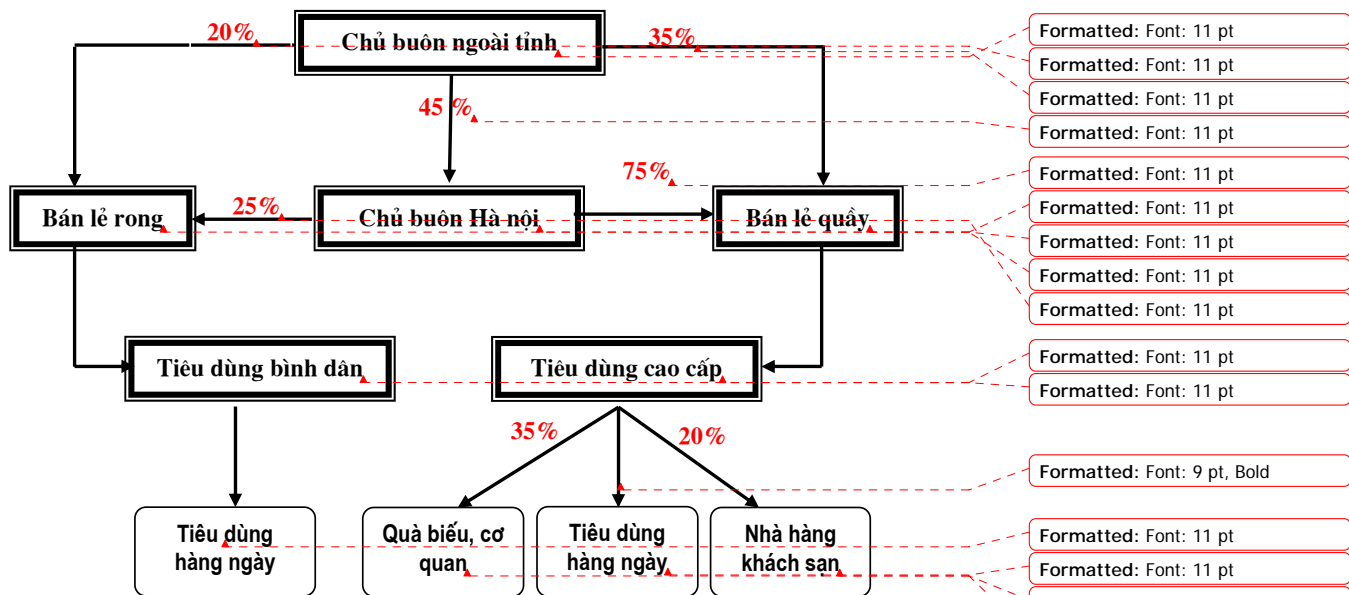 20%
Chủ buôn ngoài tỉnh
35%
45 %
75%
Bán lẻ rong
25%
Chủ buôn Hà nội
Bán lẻ quầy
Tiêu dùng bình dân
Tiêu dùng cao cấp
35%
20%
Tiêu dùng
hàng ngày
Quà biếu, cơ
quan
Tiêu dùng
hàng ngày
Nhà hàng
khách sạn
Formatted: Font: 11 pt
Formatted: Font: 11 pt
Formatted: Font: 11 pt
Formatted: Font: 11 pt
Formatted: Font: 11 pt
Formatted: Font: 11 pt
Formatted: Font: 11 pt
Formatted: Font: 11 pt
Formatted: Font: 11 pt
Formatted: Font: 11 pt
Formatted: Font: 11 pt
Formatted: Font: 9 pt, Bold
Formatted: Font: 11 pt
Formatted: Font: 11 pt